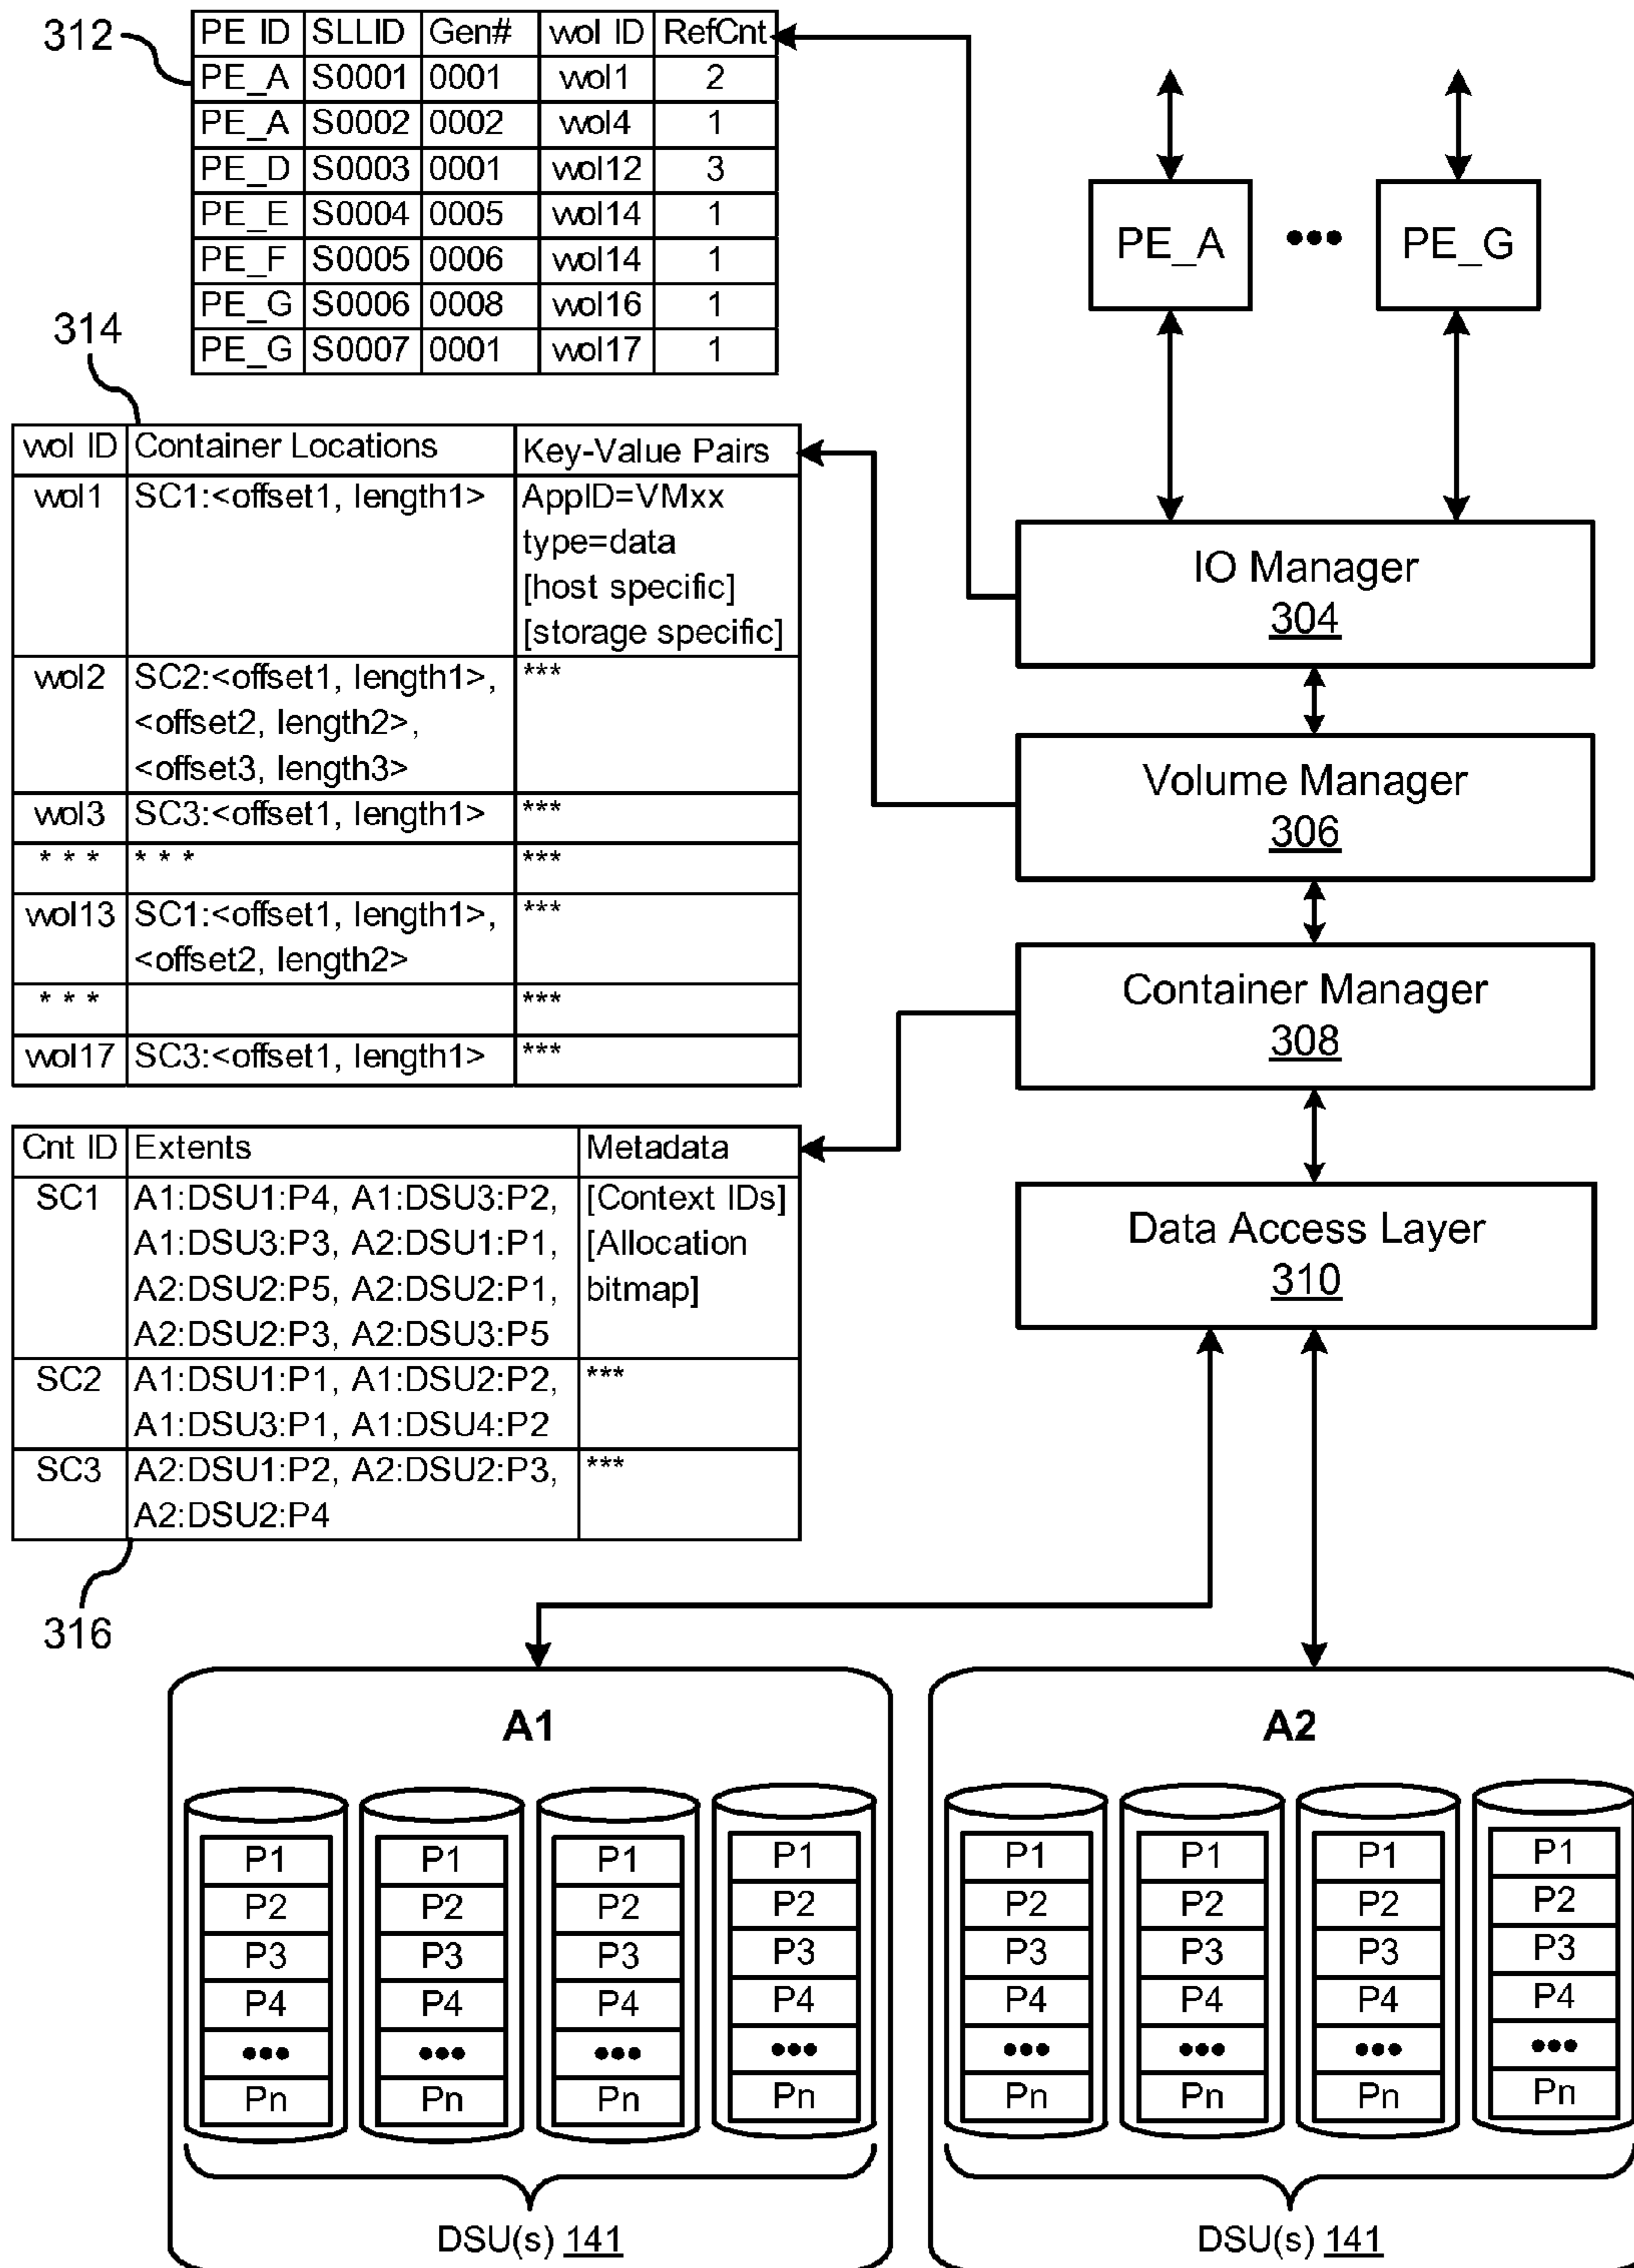 312
PE ID SLLID Gen# wol ID RefCnt
PE_A S0001 0001 wol1 2
PE_A S0002 0002 wol4 1
PE_D S0003 0001 wol12 3
PE_E S0004 0005 wol14 1
PE_F S0005 0006 wol14 1
PE_G S0006 0008 wol16 1
PE_G S0007 0001 wol17 1
PE_A ••• PE_G
314
wol ID Container Locations Key-Value Pairs
wol1 SC1:<offset1, length1> AppID=VMxx
type=data
[host specific]
[storage specific]
wol2 SC2:<offset1, length1>, ***
<offset2, length2>,
<offset3, length3>
wol3 SC3:<offset1, length1> ***
* * * * * * ***
wol13 SC1:<offset1, length1>, ***
<offset2, length2>
* * * ***
wol17 SC3:<offset1, length1> ***
IO Manager
304
Volume Manager
306
Container Manager
308
Data Access Layer
310
Cnt ID Extents Metadata
SC1 A1:DSU1:P4, A1:DSU3:P2, [Context IDs]
A1:DSU3:P3, A2:DSU1:P1, [Allocation
A2:DSU2:P5, A2:DSU2:P1, bitmap]
A2:DSU2:P3, A2:DSU3:P5
SC2 A1:DSU1:P1, A1:DSU2:P2, ***
A1:DSU3:P1, A1:DSU4:P2
SC3 A2:DSU1:P2, A2:DSU2:P3, ***
A2:DSU2:P4
316
A1
P1 P1 P1 P1
P2 P2 P2 P2
P3 P3 P3 P3
P4 P4 P4 P4
••• ••• ••• •••
Pn Pn Pn Pn
DSU(s) 141
A2
P1 P1 P1 P1
P2 P2 P2 P2
P3 P3 P3 P3
P4 P4 P4 P4
••• ••• ••• •••
Pn Pn Pn Pn
DSU(s) 141